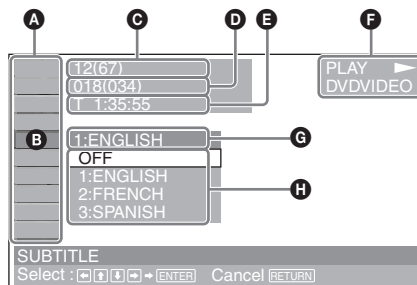 A C D E F
12(67)
018(034)
T 1:35:55
PLAY
DVDVIDEO
B
1:ENGLISH
G
OFF
1:ENGLISH
2:FRENCH
3:SPANISH
H
SUBTITLE
Select : ←↑↓→ → ENTER Cancel RETURN